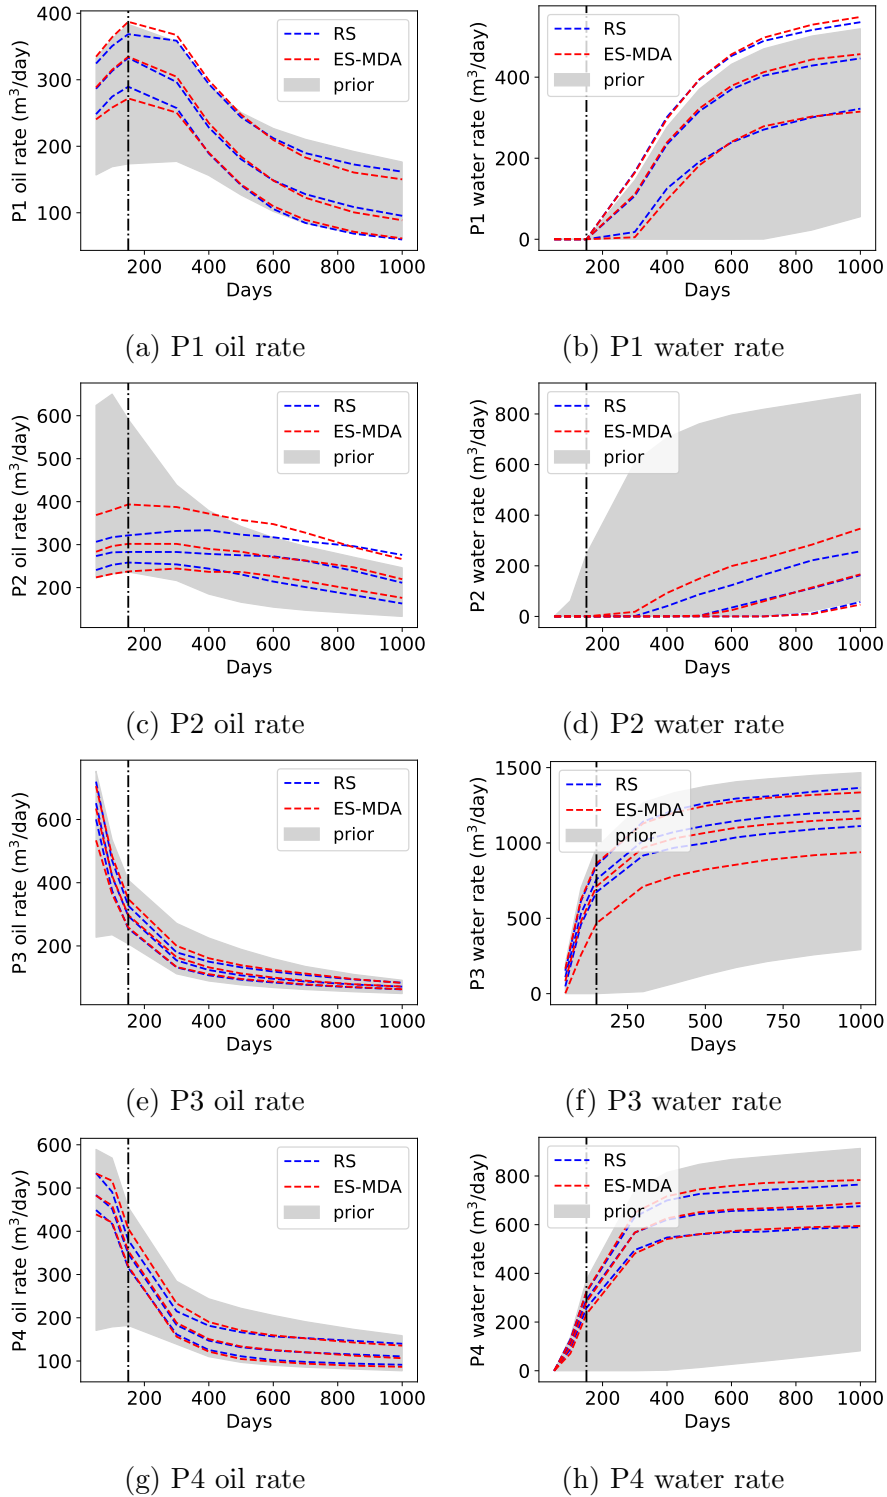 400
300
200
100
P1 oil rate (m³/day)
RS
ES-MDA
prior
200 400 600 800 1000
Days
(a) P1 oil rate
400
200
0
P1 water rate (m³/day)
RS
ES-MDA
prior
200 400 600 800 1000
Days
(b) P1 water rate
600
500
400
300
200
P2 oil rate (m³/day)
RS
ES-MDA
prior
200 400 600 800 1000
Days
(c) P2 oil rate
800
600
400
200
0
P2 water rate (m³/day)
RS
ES-MDA
prior
200 400 600 800 1000
Days
(d) P2 water rate
600
400
200
P3 oil rate (m³/day)
RS
ES-MDA
prior
200 400 600 800 1000
Days
(e) P3 oil rate
1500
1000
500
0
P3 water rate (m³/day)
RS
ES-MDA
prior
250 500 750 1000
Days
(f) P3 water rate
600
500
400
300
200
100
P4 oil rate (m³/day)
RS
ES-MDA
prior
200 400 600 800 1000
Days
(g) P4 oil rate
800
600
400
200
0
P4 water rate (m³/day)
RS
ES-MDA
prior
200 400 600 800 1000
Days
(h) P4 water rate